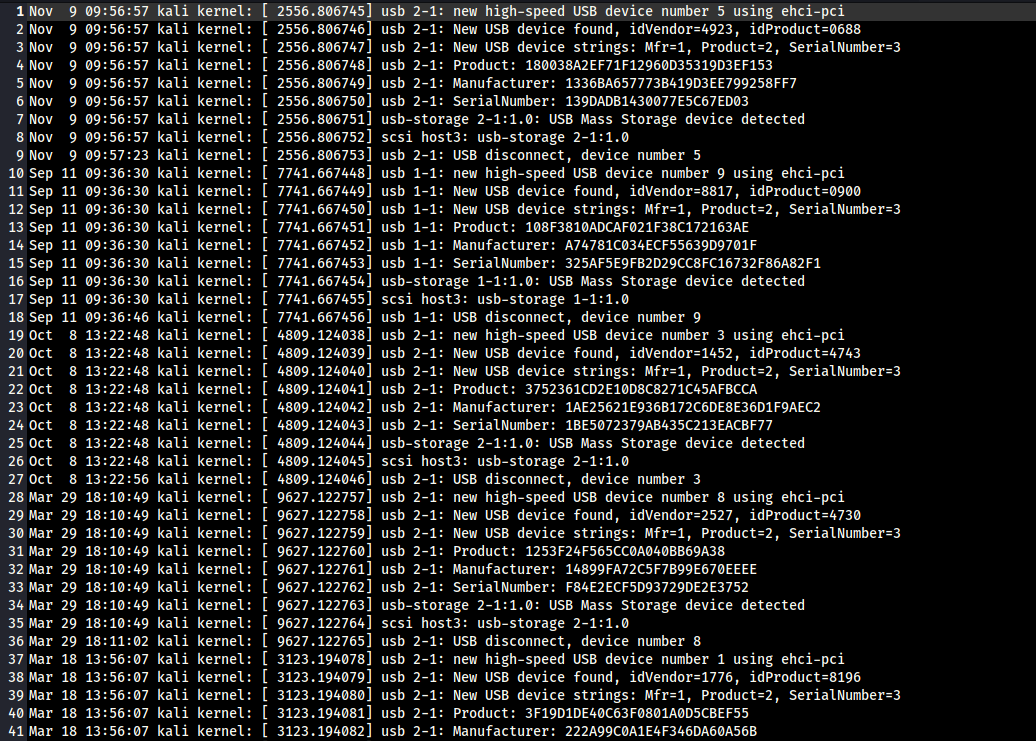 1 Nov  9 09:56:57 kali kernel: [ 2556.806745] usb 2-1: new high-speed USB device number 5 using ehci-pci
2 Nov  9 09:56:57 kali kernel: [ 2556.806746] usb 2-1: New USB device found, idVendor=4923, idProduct=0688
3 Nov  9 09:56:57 kali kernel: [ 2556.806747] usb 2-1: New USB device strings: Mfr=1, Product=2, SerialNumber=3
4 Nov  9 09:56:57 kali kernel: [ 2556.806748] usb 2-1: Product: 180038A2EF71F12960D35319D3EF153
5 Nov  9 09:56:57 kali kernel: [ 2556.806749] usb 2-1: Manufacturer: 1336BA657773B419D3EE799258FF7
6 Nov  9 09:56:57 kali kernel: [ 2556.806750] usb 2-1: SerialNumber: 139DADB1430077E5C67ED03
7 Nov  9 09:56:57 kali kernel: [ 2556.806751] usb-storage 2-1:1.0: USB Mass Storage device detected
8 Nov  9 09:56:57 kali kernel: [ 2556.806752] scsi host3: usb-storage 2-1:1.0
9 Nov  9 09:57:23 kali kernel: [ 2556.806753] usb 2-1: USB disconnect, device number 5
10 Sep 11 09:36:30 kali kernel: [ 7741.667448] usb 1-1: new high-speed USB device number 9 using ehci-pci
11 Sep 11 09:36:30 kali kernel: [ 7741.667449] usb 1-1: New USB device found, idVendor=8817, idProduct=0900
12 Sep 11 09:36:30 kali kernel: [ 7741.667450] usb 1-1: New USB device strings: Mfr=1, Product=2, SerialNumber=3
13 Sep 11 09:36:30 kali kernel: [ 7741.667451] usb 1-1: Product: 108F3810ADCAF021F38C172163AE
14 Sep 11 09:36:30 kali kernel: [ 7741.667452] usb 1-1: Manufacturer: A74781C034ECF55639D9701F
15 Sep 11 09:36:30 kali kernel: [ 7741.667453] usb 1-1: SerialNumber: 325AF5E9FB2D29CC8FC16732F86A82F1
16 Sep 11 09:36:30 kali kernel: [ 7741.667454] usb-storage 1-1:1.0: USB Mass Storage device detected
17 Sep 11 09:36:30 kali kernel: [ 7741.667455] scsi host3: usb-storage 1-1:1.0
18 Sep 11 09:36:46 kali kernel: [ 7741.667456] usb 1-1: USB disconnect, device number 9
19 Oct  8 13:22:48 kali kernel: [ 4809.124038] usb 2-1: new high-speed USB device number 3 using ehci-pci
20 Oct  8 13:22:48 kali kernel: [ 4809.124039] usb 2-1: New USB device found, idVendor=1452, idProduct=4743
21 Oct  8 13:22:48 kali kernel: [ 4809.124040] usb 2-1: New USB device strings: Mfr=1, Product=2, SerialNumber=3
22 Oct  8 13:22:48 kali kernel: [ 4809.124041] usb 2-1: Product: 3752361CD2E10D8C8271C45AFBCCA
23 Oct  8 13:22:48 kali kernel: [ 4809.124042] usb 2-1: Manufacturer: 1AE25621E936B172C6DE8E36D1F9AEC2
24 Oct  8 13:22:48 kali kernel: [ 4809.124043] usb 2-1: SerialNumber: 1BE5072379AB435C213EACBF77
25 Oct  8 13:22:48 kali kernel: [ 4809.124044] usb-storage 2-1:1.0: USB Mass Storage device detected
26 Oct  8 13:22:48 kali kernel: [ 4809.124045] scsi host3: usb-storage 2-1:1.0
27 Oct  8 13:22:56 kali kernel: [ 4809.124046] usb 2-1: USB disconnect, device number 3
28 Mar 29 18:10:49 kali kernel: [ 9627.122757] usb 2-1: new high-speed USB device number 8 using ehci-pci
29 Mar 29 18:10:49 kali kernel: [ 9627.122758] usb 2-1: New USB device found, idVendor=2527, idProduct=4730
30 Mar 29 18:10:49 kali kernel: [ 9627.122759] usb 2-1: New USB device strings: Mfr=1, Product=2, SerialNumber=3
31 Mar 29 18:10:49 kali kernel: [ 9627.122760] usb 2-1: Product: 1253F24F565CC0A040BB69A38
32 Mar 29 18:10:49 kali kernel: [ 9627.122761] usb 2-1: Manufacturer: 14899FA72C5F7B99E670EEEE
33 Mar 29 18:10:49 kali kernel: [ 9627.122762] usb 2-1: SerialNumber: F84E2ECF5D93729DE2E3752
34 Mar 29 18:10:49 kali kernel: [ 9627.122763] usb-storage 2-1:1.0: USB Mass Storage device detected
35 Mar 29 18:10:49 kali kernel: [ 9627.122764] scsi host3: usb-storage 2-1:1.0
36 Mar 29 18:11:02 kali kernel: [ 9627.122765] usb 2-1: USB disconnect, device number 8
37 Mar 18 13:56:07 kali kernel: [ 3123.194078] usb 2-1: new high-speed USB device number 1 using ehci-pci
38 Mar 18 13:56:07 kali kernel: [ 3123.194079] usb 2-1: New USB device found, idVendor=1776, idProduct=8196
39 Mar 18 13:56:07 kali kernel: [ 3123.194080] usb 2-1: New USB device strings: Mfr=1, Product=2, SerialNumber=3
40 Mar 18 13:56:07 kali kernel: [ 3123.194081] usb 2-1: Product: 3F19D1DE40C63F0801A0D5CBEF55
41 Mar 18 13:56:07 kali kernel: [ 3123.194082] usb 2-1: Manufacturer: 222A99C0A1E4F346DA60A56B